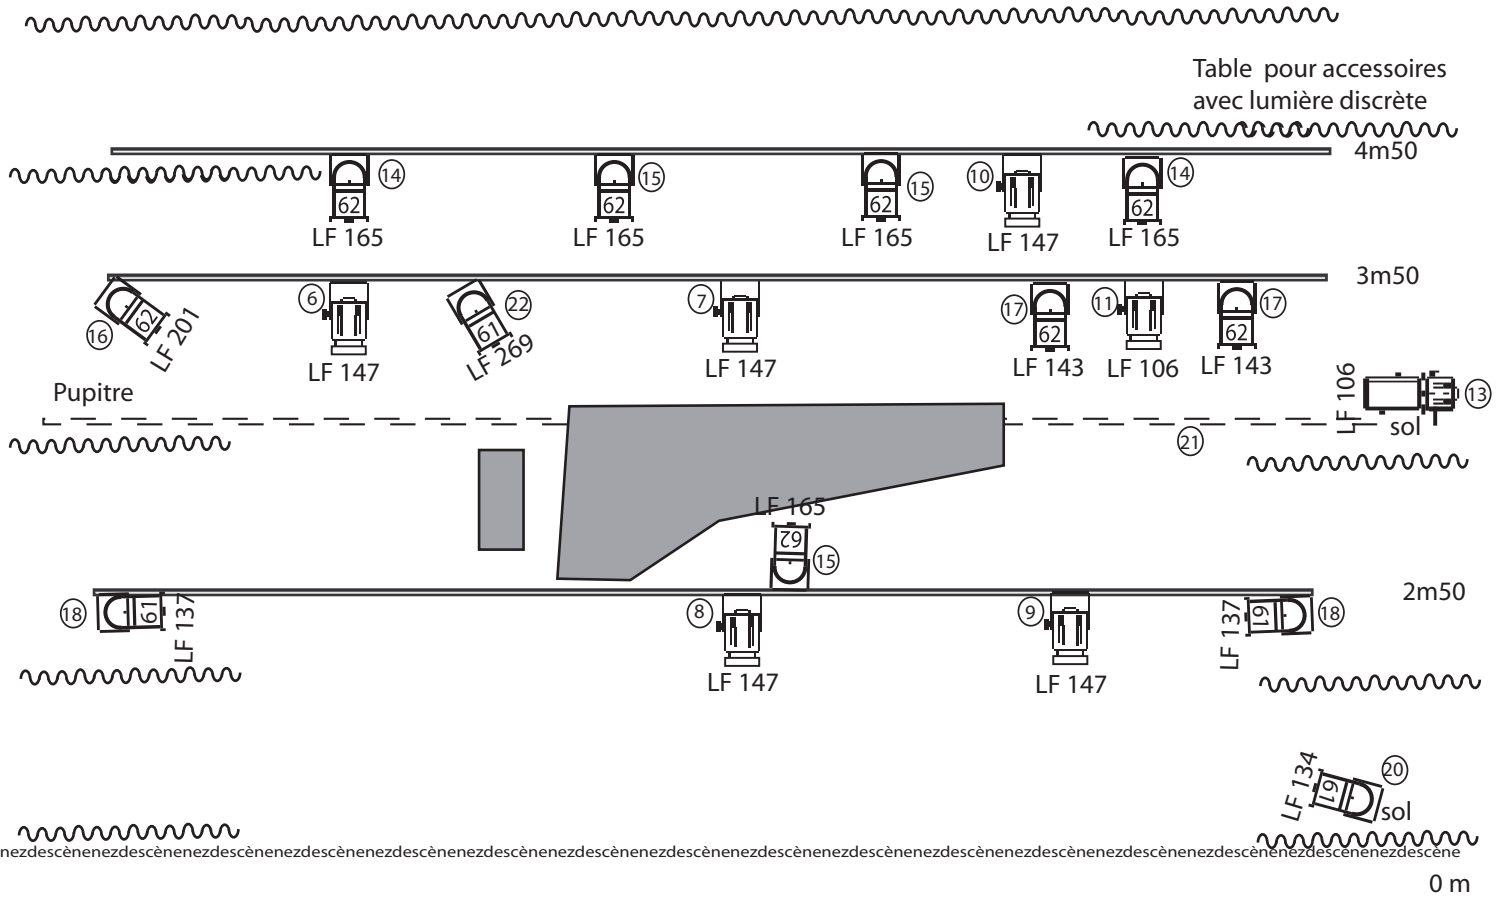 Table pour accessoires
avec lumière discrète
4m50
14
15
15
10
14
62
62
62
62
LF 165
LF 165
LF 165
LF 147
LF 165
3m50
16
6
22
7
17
11
17
62
61
62
62
LF 201
LF 147
LF 269
LF 147
LF 143
LF 106
LF 143
Pupitre
LF 106
13
sol
21
LF 165
62
15
2m50
18
61
LF 137
8
9
LF 137
61
18
LF 147
LF 147
LF 134
61
20
sol
nezdescènenezdescènenezdescènenezdescènenezdescènenezdescènenezdescènenezdescènenezdescènenezdescènenezdescènenezdescènenezdescènenezdescènenezdescènenezdescène
0 m